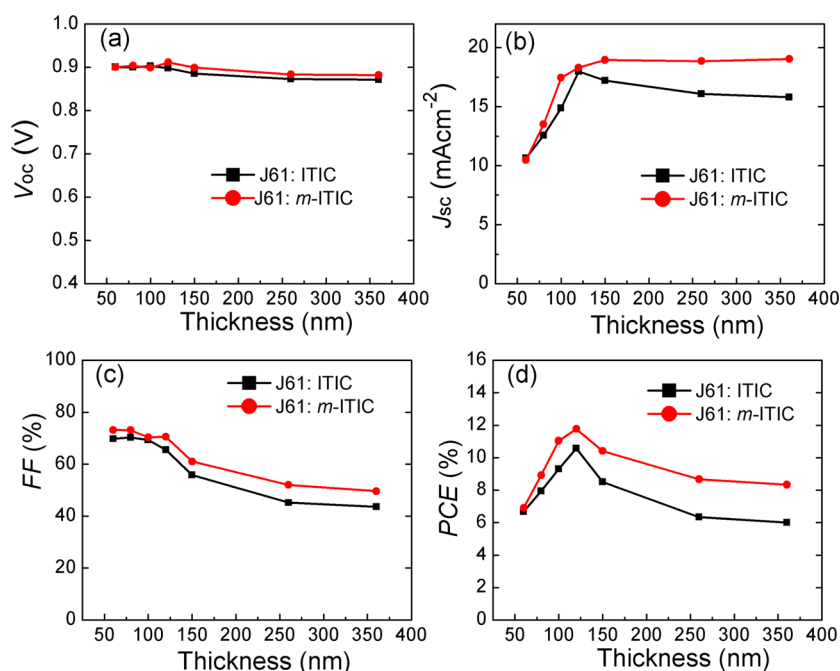 (a)
1.0
0.9
0.8
0.7
0.6
0.5
0.4
Voc (V)
J61: ITIC
J61: m-ITIC
50 100 150 200 250 300 350 400
Thickness (nm)
(b)
20
15
10
5
0
Jsc (mAcm-2)
J61: ITIC
J61: m-ITIC
50 100 150 200 250 300 350 400
Thickness (nm)
(c)
100
80
60
40
20
0
FF (%)
J61: ITIC
J61: m-ITIC
50 100 150 200 250 300 350 400
Thickness (nm)
(d)
16
14
12
10
8
6
4
2
0
PCE (%)
J61: ITIC
J61: m-ITIC
50 100 150 200 250 300 350 400
Thickness (nm)